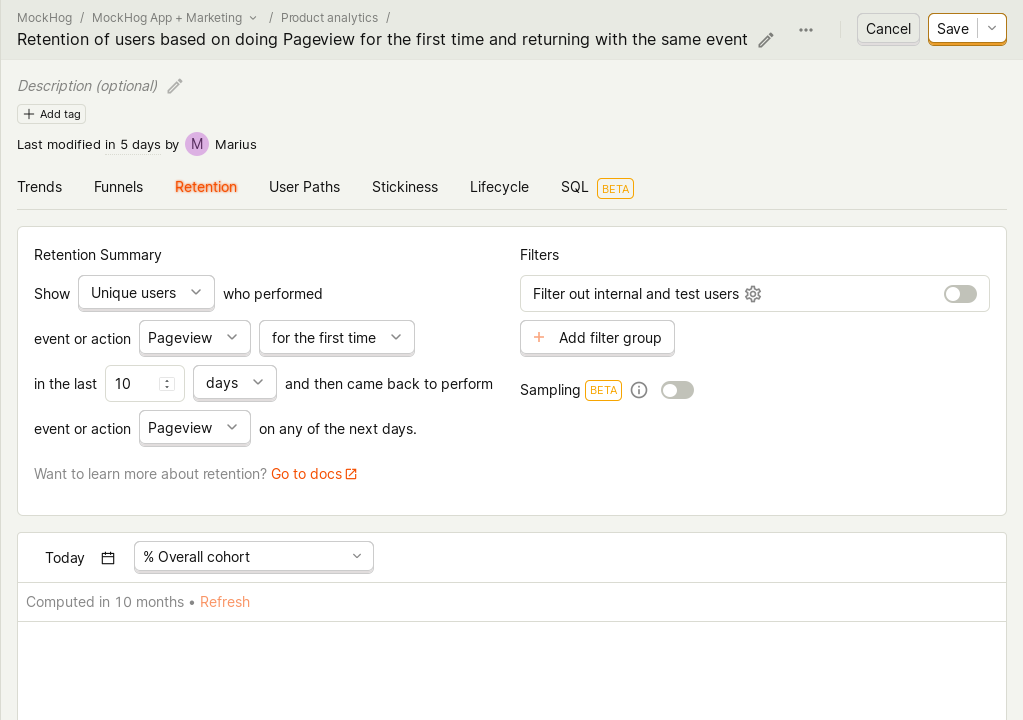 MockHog / MockHog App + Marketing / Product analytics /
Retention of users based on doing Pageview for the first time and returning with the same event
Cancel
Save
Description (optional)
Add tag
Last modified in 5 days by M Marius
Trends Funnels Retention User Paths Stickiness Lifecycle SQL BETA
Retention Summary
Show Unique users who performed
event or action Pageview for the first time
in the last 10 days and then came back to perform
event or action Pageview on any of the next days.
Want to learn more about retention? Go to docs
Filters
Filter out internal and test users
+ Add filter group
Sampling BETA
Today % Overall cohort
Computed in 10 months • Refresh